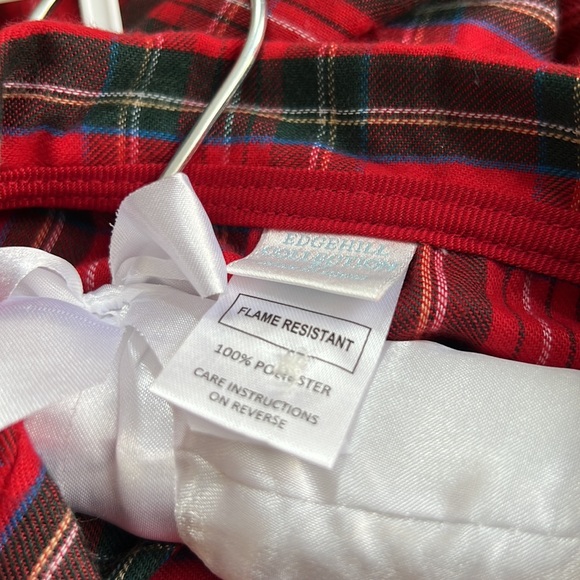 EDGEHILL
COLLECTION
FLAME RESISTANT
100% POLYESTER
CARE INSTRUCTIONS
ON REVERSE